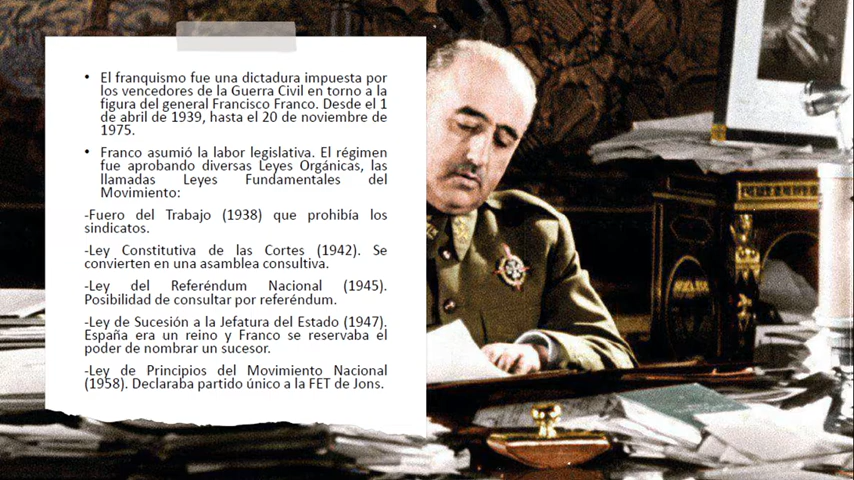 • El franquismo fue una dictadura impuesta por
los vencedores de la Guerra Civil en torno a la
figura del general Francisco Franco. Desde el 1
de abril de 1939, hasta el 20 de noviembre de
1975.
• Franco asumió la labor legislativa. El régimen
fue aprobando diversas Leyes Orgánicas, las
llamadas Leyes Fundamentales del
Movimiento:
-Fuero del Trabajo (1938) que prohibía los
sindicatos.
-Ley Constitutiva de las Cortes (1942). Se
convierten en una asamblea consultiva.
-Ley del Referéndum Nacional (1945).
Posibilidad de consultar por referéndum.
-Ley de Sucesión a la Jefatura del Estado (1947).
España era un reino y Franco se reservaba el
poder de nombrar un sucesor.
-Ley de Principios del Movimiento Nacional
(1958). Declaraba partido único a la FET de Jons.